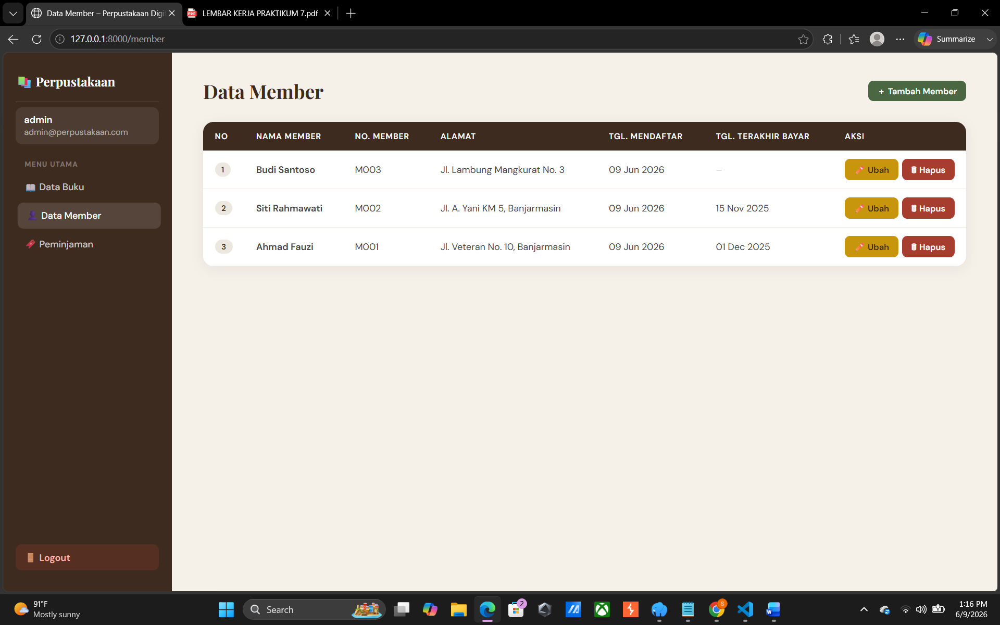 Data Member – Perpustakaan Digi
LEMBAR KERJA PRAKTIKUM 7.pdf
127.0.0.1:8000/member
Summarize
Perpustakaan
admin
admin@perpustakaan.com
MENU UTAMA
Data Buku
Data Member
Peminjaman
Logout
Data Member
+ Tambah Member
NO NAMA MEMBER NO. MEMBER ALAMAT TGL. MENDAFTAR TGL. TERAKHIR BAYAR AKSI
1 Budi Santoso M003 Jl. Lambung Mangkurat No. 3 09 Jun 2026 – Ubah Hapus
2 Siti Rahmawati M002 Jl. A. Yani KM 5, Banjarmasin 09 Jun 2026 15 Nov 2025 Ubah Hapus
3 Ahmad Fauzi M001 Jl. Veteran No. 10, Banjarmasin 09 Jun 2026 01 Dec 2025 Ubah Hapus
91°F
Mostly sunny
Search
2
S
1:16 PM
6/9/2026